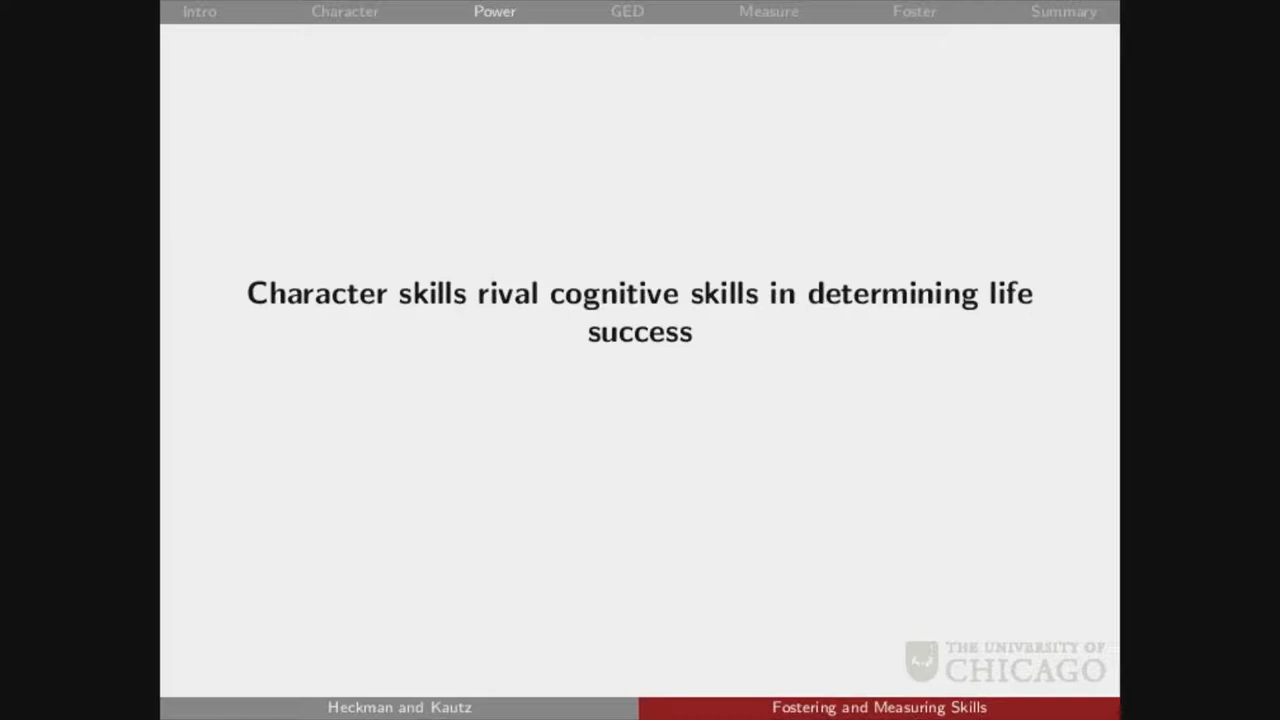 Intro Character Power GED Measure Foster Summary
Character skills rival cognitive skills in determining life
success
THE UNIVERSITY OF
CHICAGO
Heckman and Kautz Fostering and Measuring Skills